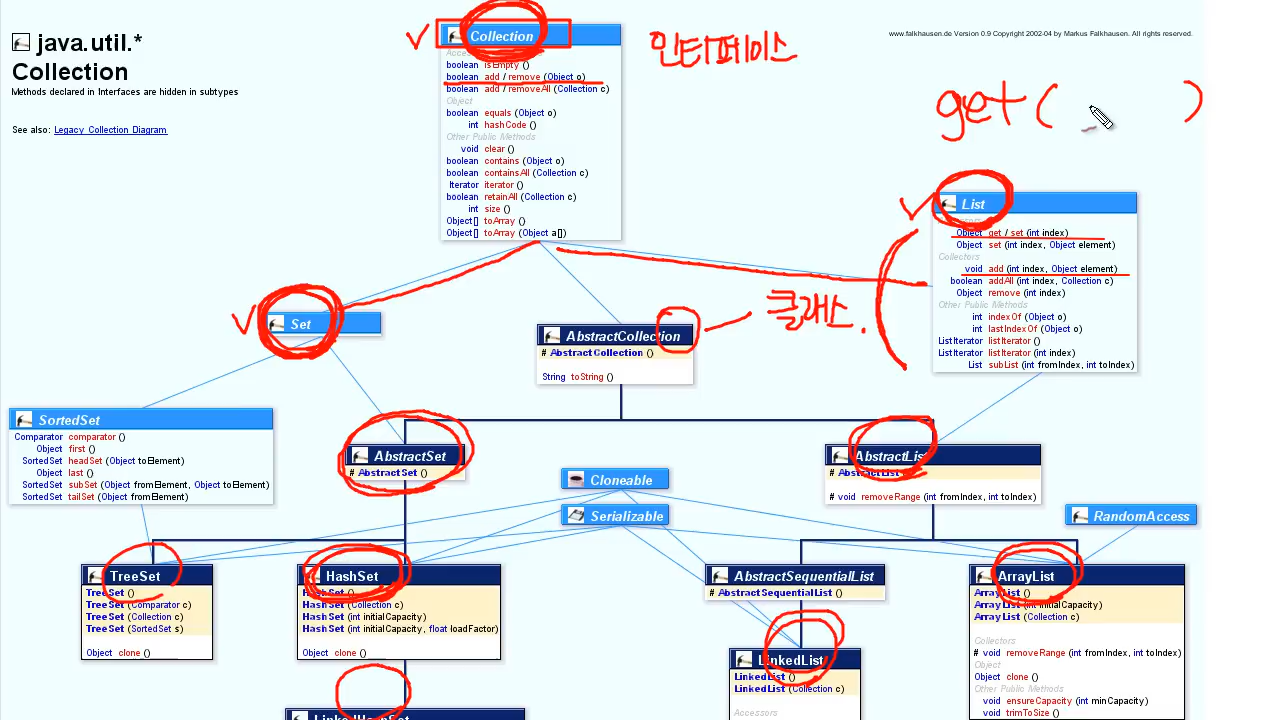 java.util.*
Collection
Methods declared in Interfaces are hidden in subtypes
See also: Legacy Collection Diagram
www.falkhausen.de Version 0.9 Copyright 2002-04 by Markus Falkhausen. All rights reserved.
인터페이스
get ( )
Collection
boolean isEmpty ()
boolean add / remove (Object o)
boolean add / removeAll (Collection c)
Object
boolean equals (Object o)
int hashCode ()
Other Public Methods
void clear ()
boolean contains (Object o)
boolean containsAll (Collection c)
Iterator iterator ()
boolean retainAll (Collection c)
int size ()
Object[] toArray ()
Object[] toArray (Object a[])
List
Object get / set (int index)
Object set (int index, Object element)
Collectors
void add (int index, Object element)
boolean addAll (int index, Collection c)
Object remove (int index)
Other Public Methods
int indexOf (Object o)
int lastIndexOf (Object o)
ListIterator listIterator ()
ListIterator listIterator (int index)
List subList (int fromIndex, int toIndex)
Set
클래스.
AbstractCollection
# AbstractCollection ()
String toString ()
SortedSet
Comparator comparator ()
Object first ()
SortedSet headSet (Object toElement)
Object last ()
SortedSet subSet (Object fromElement, Object toElement)
SortedSet tailSet (Object fromElement)
AbstractSet
# AbstractSet ()
AbstractList
# AbstractList
# void removeRange (int fromIndex, int toIndex)
Cloneable
Serializable
RandomAccess
TreeSet
TreeSet ()
TreeSet (Comparator c)
TreeSet (Collection c)
TreeSet (SortedSet s)
Object clone ()
HashSet
HashSet ()
HashSet (Collection c)
HashSet (int initialCapacity)
HashSet (int initialCapacity, float loadFactor)
Object clone ()
AbstractSequentialList
# AbstractSequentialList ()
ArrayList
ArrayList ()
ArrayList (int initialCapacity)
ArrayList (Collection c)
Collectors
# void removeRange (int fromIndex, int toIndex)
Object
Object clone ()
Other Public Methods
void ensureCapacity (int minCapacity)
void trimToSize ()
LinkedList
LinkedList ()
LinkedList (Collection c)
Accessors
LinkedHashSet